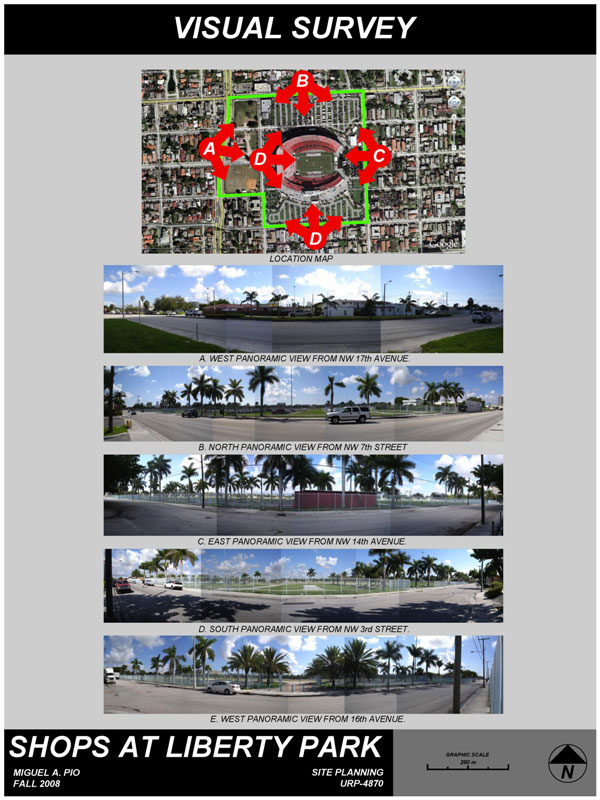 VISUAL SURVEY
B
A
D
C
D
Google
LOCATION MAP
A. WEST PANORAMIC VIEW FROM NW 17th AVENUE.
B. NORTH PANORAMIC VIEW FROM NW 7th STREET
C. EAST PANORAMIC VIEW FROM NW 14th AVENUE.
D. SOUTH PANORAMIC VIEW FROM NW 3rd STREET.
E. WEST PANORAMIC VIEW FROM 16th AVENUE.
SHOPS AT LIBERTY PARK
MIGUEL A. PIO
FALL 2008
SITE PLANNING
URP-4870
GRAPHIC SCALE
260 m
N